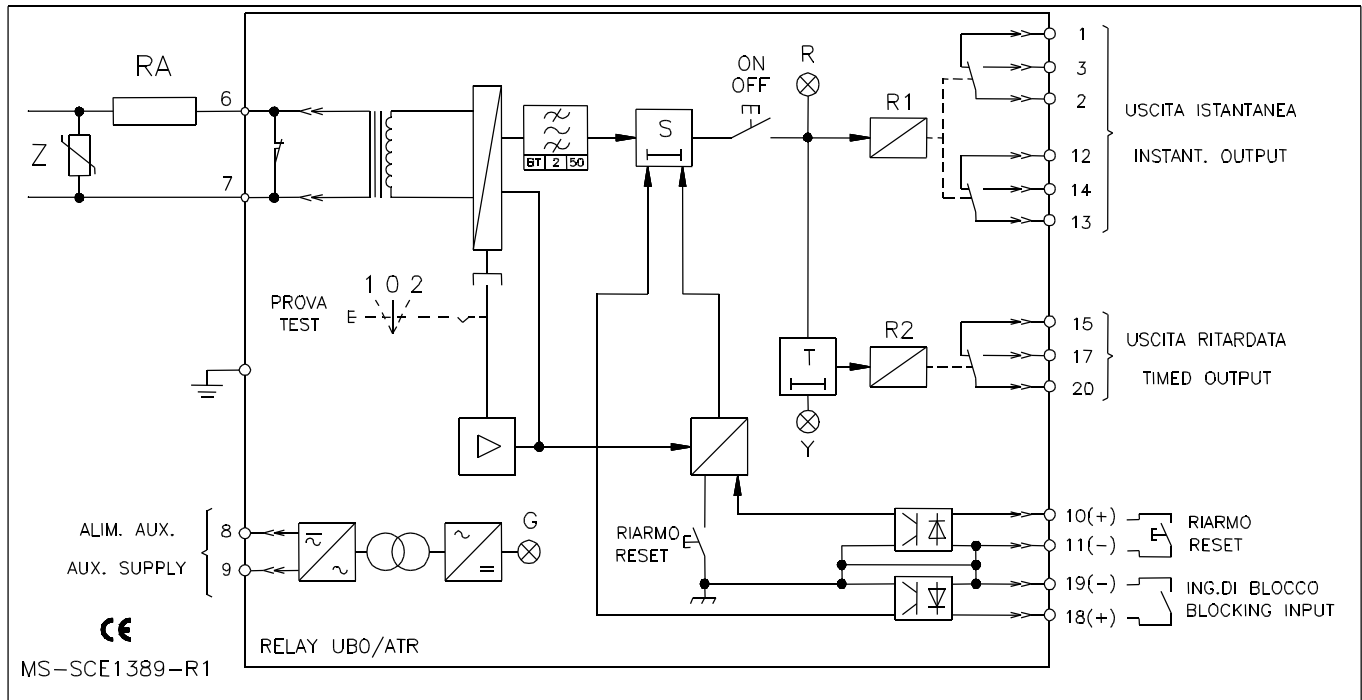 RA
Z
6
7
BT 2 50
S
ON
OFF
R
R1
1
3
2
12
14
13
USCITA ISTANTANEA
INSTANT. OUTPUT
PROVA
TEST
E
1 0 2
T
Y
R2
15
17
20
USCITA RITARDATA
TIMED OUTPUT
ALIM. AUX.
AUX. SUPPLY
8
9
G
RIARMO
RESET
10(+)
11(-)
19(-)
18(+)
RIARMO
RESET
ING.DI BLOCCO
BLOCKING INPUT
CE
MS-SCE1389-R1
RELAY UB0/ATR